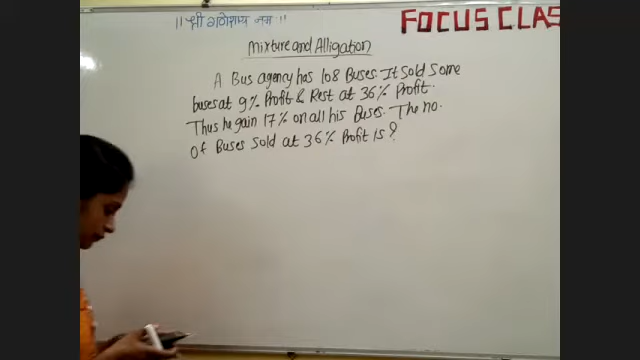 ।। श्री गणेशाय नमः ।।
FOCUS CLAS
Mixture and Alligation
A Bus agency has 108 Buses. It Sold Some
buses at 9% Profit & Rest at 36% Profit.
Thus he gain 17% on all his Buses. The no.
Of Buses Sold at 36% Profit is?